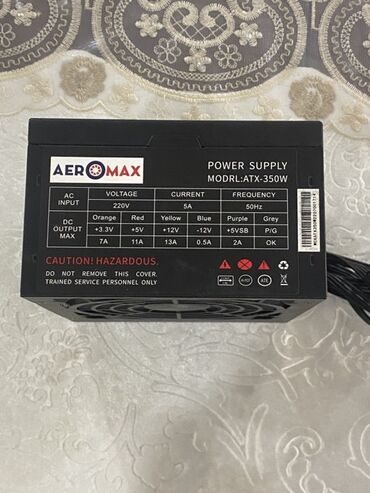 AEROMAX
POWER SUPPLY
MODRL:ATX-350W
AC INPUT VOLTAGE CURRENT FREQUENCY
220V 5A 50Hz
DC OUTPUT MAX Orange Red Yellow Blue Purple Grey
+3.3V +5V +12V -12V +5VSB P/G
7A 11A 13A 0.5A 2A OK
CAUTION! HAZARDOUS.
DO NOT REMOVE THIS COVER.
TRAINED SERVICE PERSONNEL ONLY